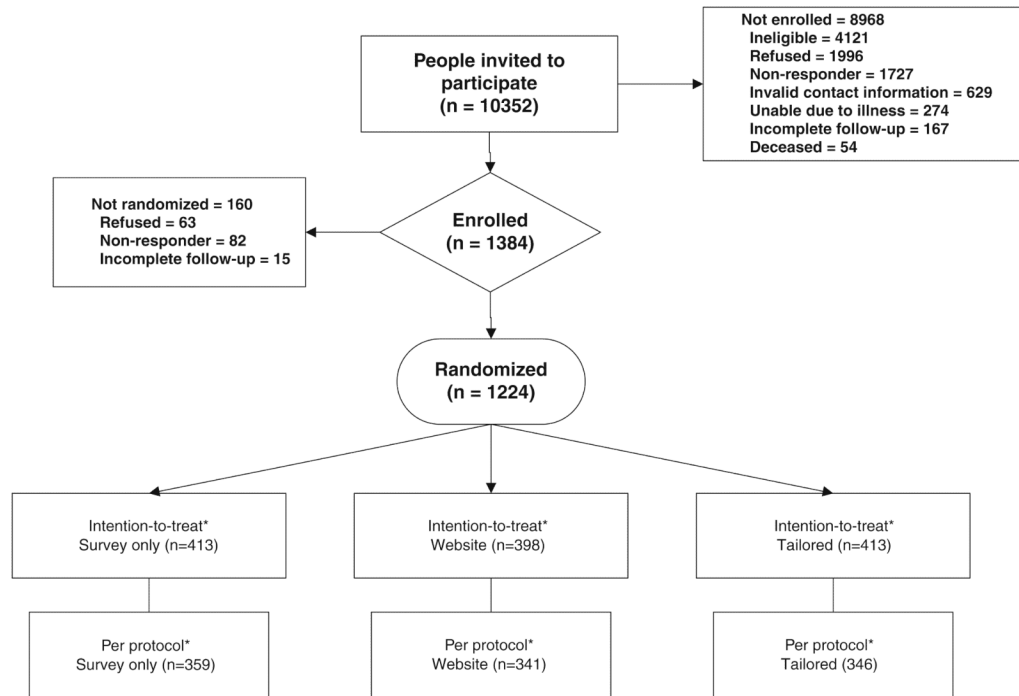 People invited to
participate
(n = 10352)
Not enrolled = 8968
Ineligible = 4121
Refused = 1996
Non-responder = 1727
Invalid contact information = 629
Unable due to illness = 274
Incomplete follow-up = 167
Deceased = 54
Enrolled
(n = 1384)
Not randomized = 160
Refused = 63
Non-responder = 82
Incomplete follow-up = 15
Randomized
(n = 1224)
Intention-to-treat*
Survey only (n=413)
Intention-to-treat*
Website (n=398)
Intention-to-treat*
Tailored (n=413)
Per protocol*
Survey only (n=359)
Per protocol*
Website (n=341)
Per protocol*
Tailored (346)